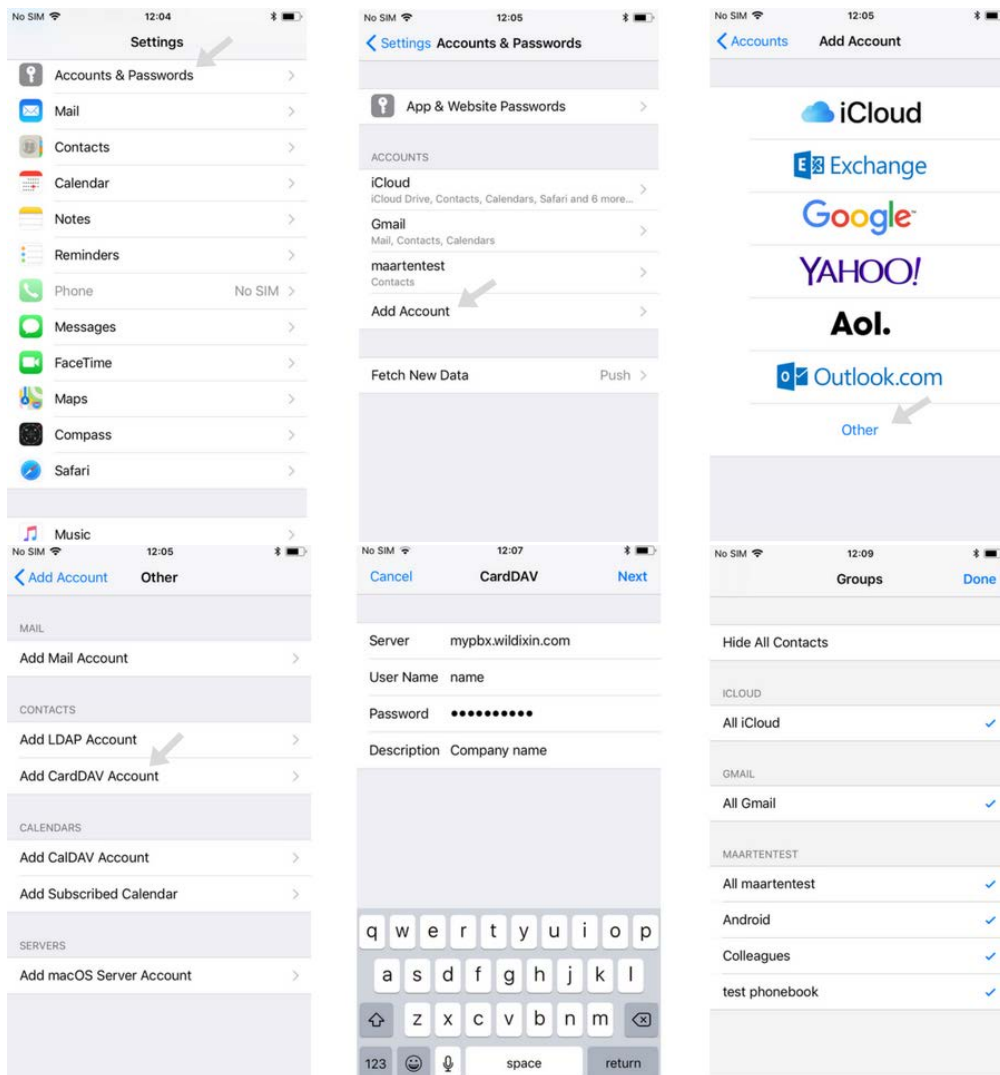 No SIM 12:04
Settings
Accounts & Passwords
Mail
Contacts
Calendar
Notes
Reminders
Phone No SIM
Messages
FaceTime
Maps
Compass
Safari
Music
No SIM 12:05
Settings Accounts & Passwords
App & Website Passwords
ACCOUNTS
iCloud
iCloud Drive, Contacts, Calendars, Safari and 6 more...
Gmail
Mail, Contacts, Calendars
maartentest
Contacts
Add Account
Fetch New Data Push
No SIM 12:05
Accounts Add Account
iCloud
E Exchange
Google
YAHOO!
Aol.
o Outlook.com
Other
No SIM 12:05
Add Account Other
MAIL
Add Mail Account
CONTACTS
Add LDAP Account
Add CardDAV Account
CALENDARS
Add CalDAV Account
Add Subscribed Calendar
SERVERS
Add macOS Server Account
No SIM 12:07
Cancel CardDAV Next
Server mypbx.wildixin.com
User Name name
Password ●●●●●●●●●●
Description Company name
q w e r t y u i o p
a s d f g h j k l
z x c v b n m
123 space return
No SIM 12:09
Groups Done
Hide All Contacts
ICLOUD
All iCloud
GMAIL
All Gmail
MAARTENTEST
All maartentest
Android
Colleagues
test phonebook